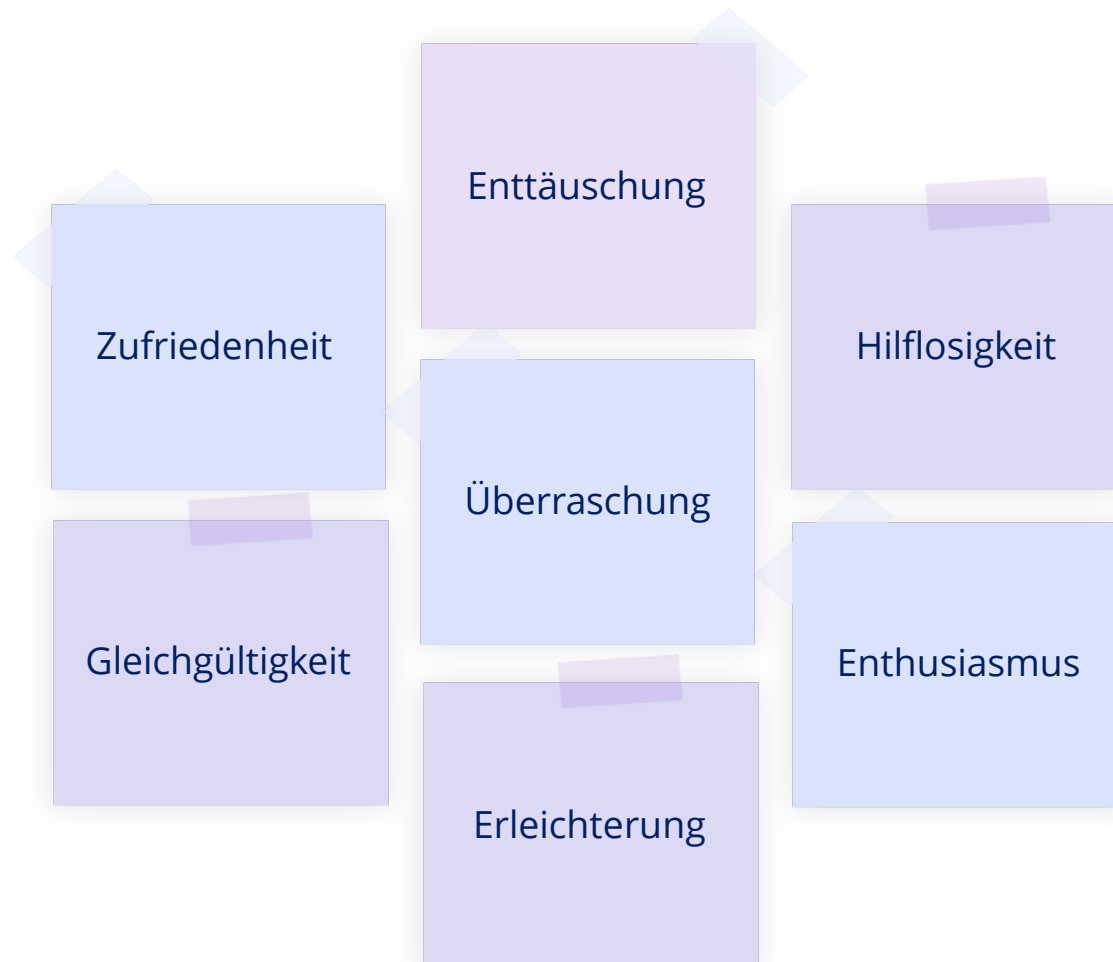 Enttäuschung
Zufriedenheit
Hilflosigkeit
Überraschung
Gleichgültigkeit
Enthusiasmus
Erleichterung